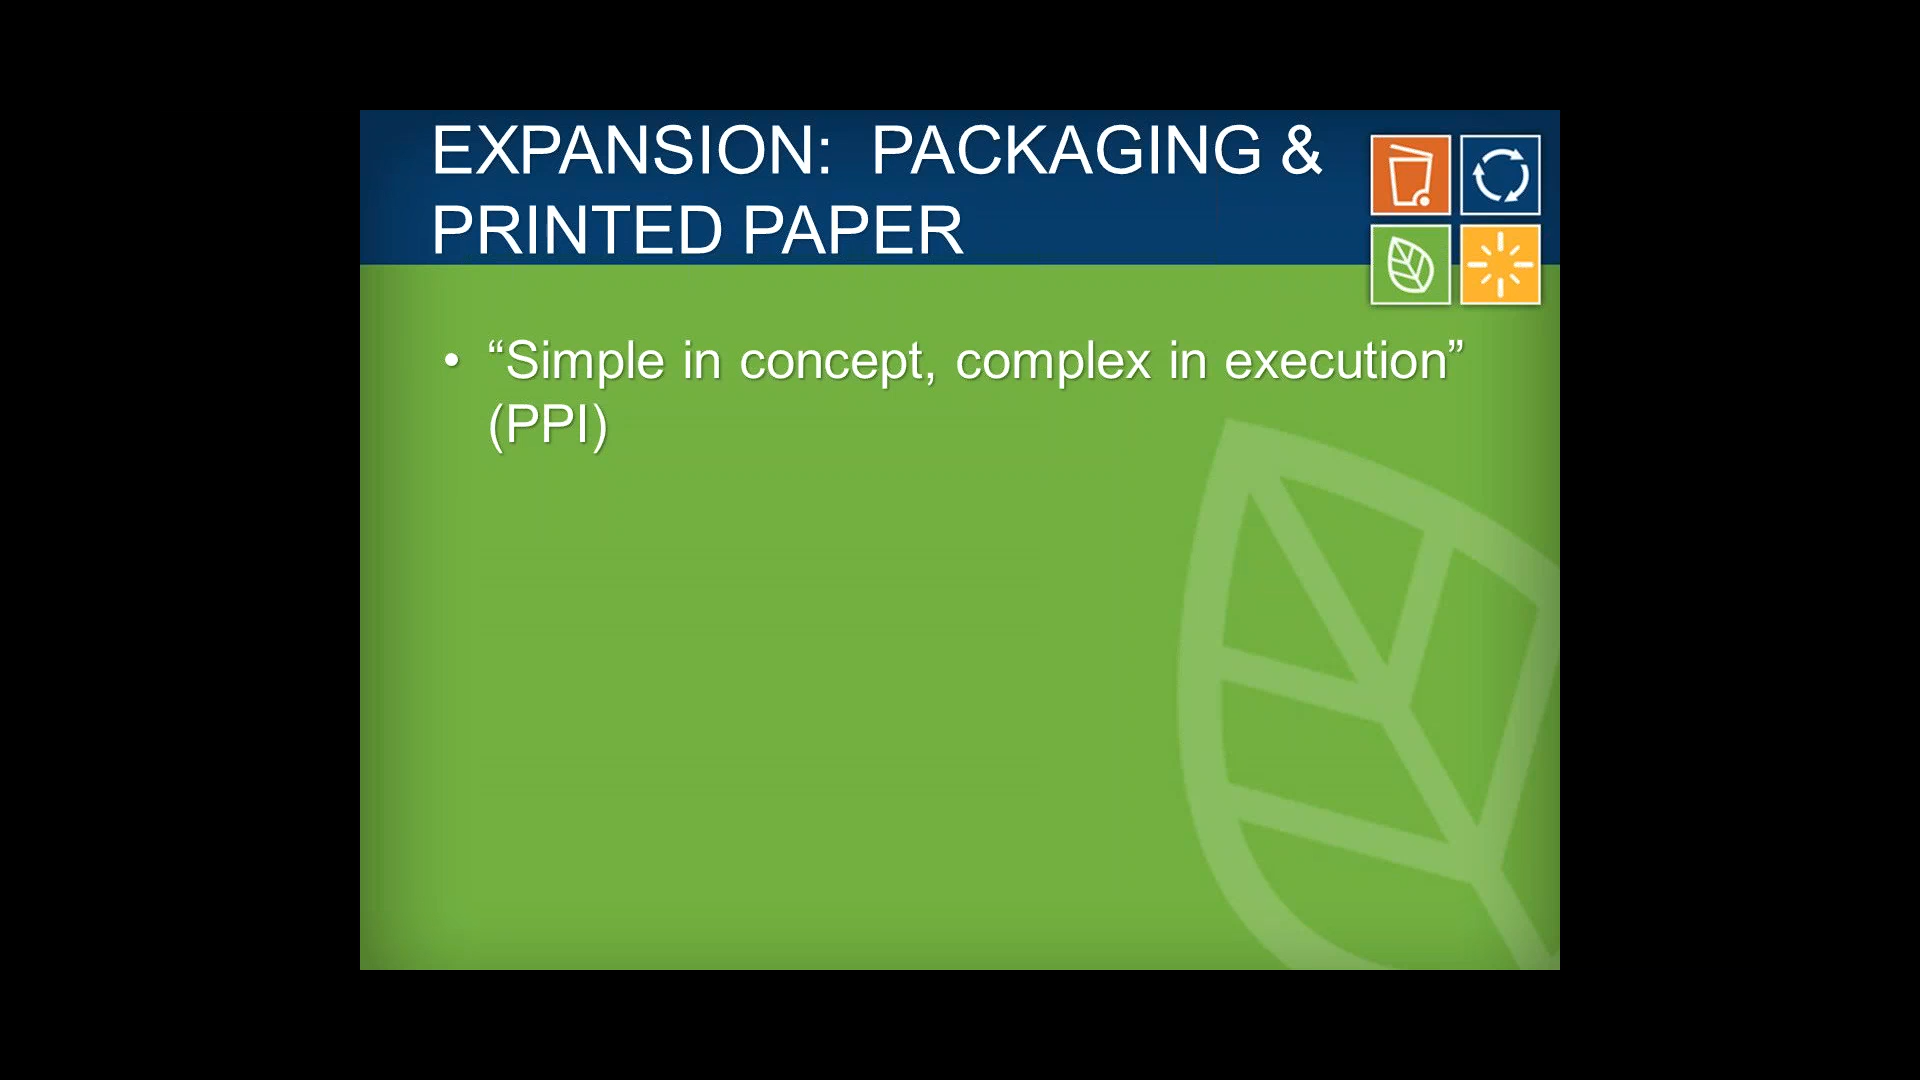 EXPANSION: PACKAGING &
PRINTED PAPER
• “Simple in concept, complex in execution”
(PPI)